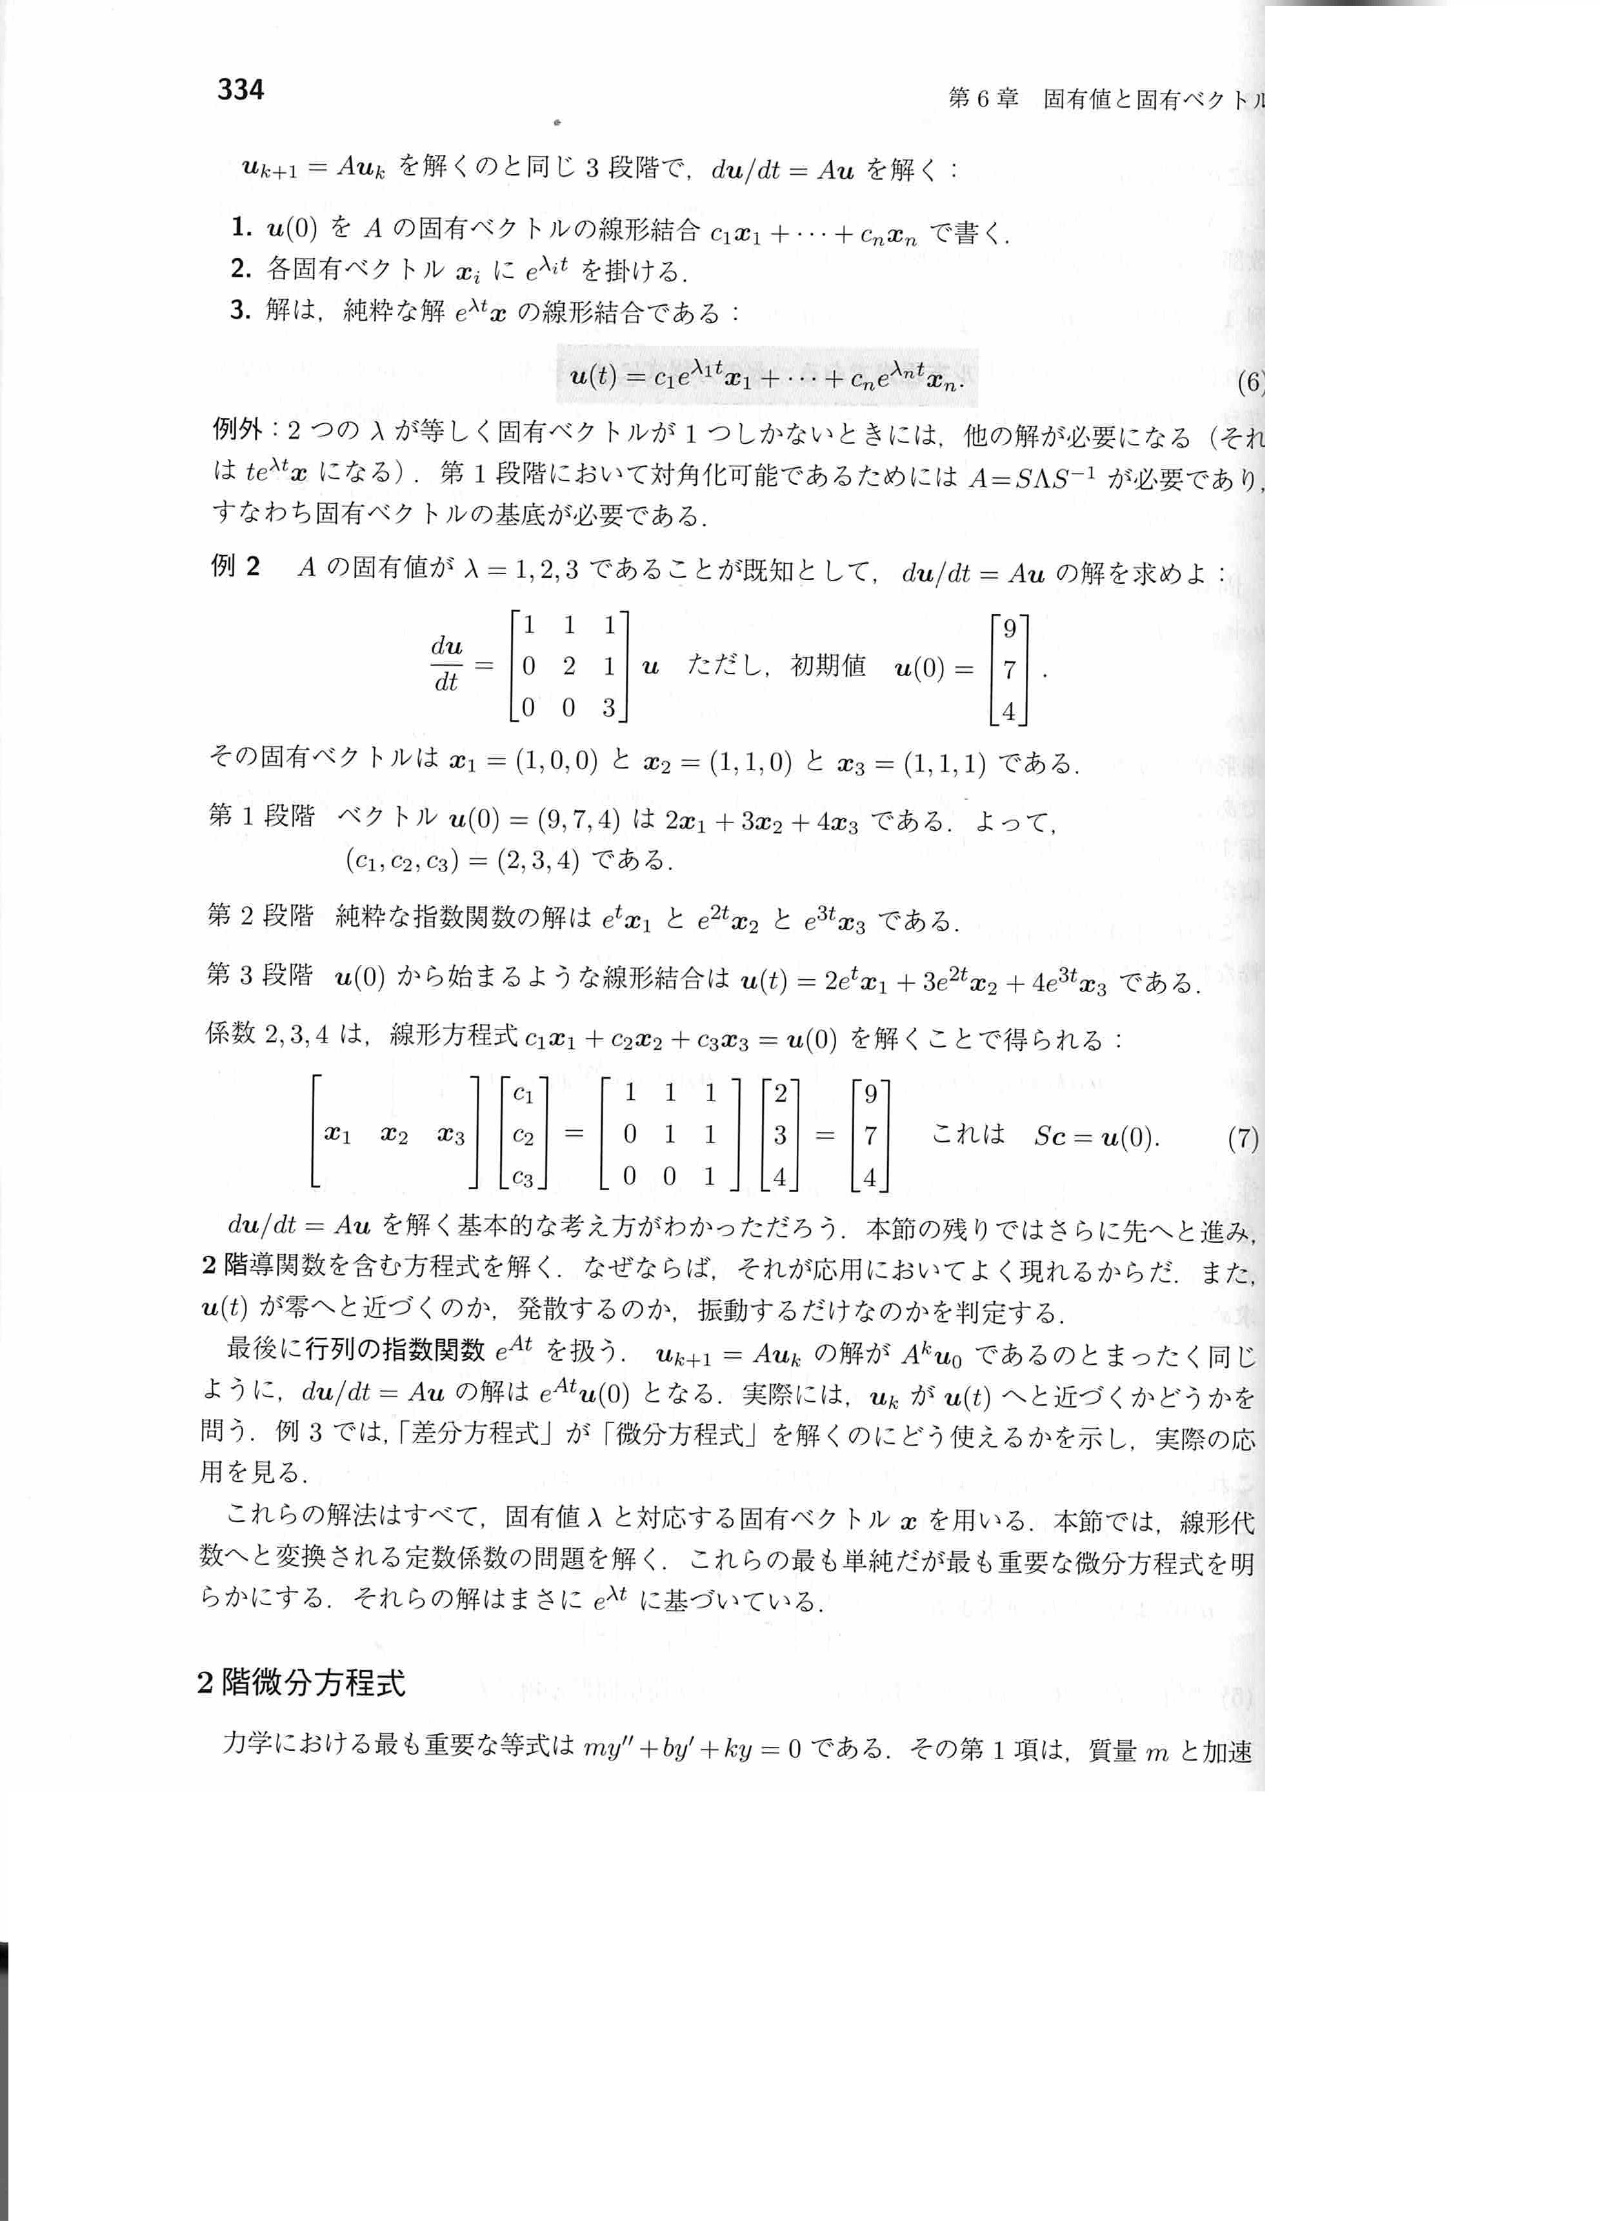 334
第 6 章　固有値と固有ベクトル
u_{k+1} = Au_k を解くのと同じ 3 段階で，du/dt = Au を解く：
1. u(0) を A の固有ベクトルの線形結合 c_1x_1 + ⋯ + c_nx_n で書く．
2. 各固有ベクトル x_i に e^{λ_it} を掛ける．
3. 解は，純粋な解 e^{λt}x の線形結合である：
u(t) = c_1e^{λ_1t}x_1 + ⋯ + c_ne^{λ_nt}x_n. (6)
例外：2 つの λ が等しく固有ベクトルが 1 つしかないときには，他の解が必要になる（それ
は te^{λt}x になる）．第 1 段階において対角化可能であるためには A=SΛS^{-1} が必要であり，
すなわち固有ベクトルの基底が必要である．
例 2　A の固有値が λ = 1, 2, 3 であることが既知として，du/dt = Au の解を求めよ：
du/dt = [1 1 1; 0 2 1; 0 0 3] u　ただし，初期値　u(0) = [9; 7; 4].
その固有ベクトルは x_1 = (1, 0, 0) と x_2 = (1, 1, 0) と x_3 = (1, 1, 1) である．
第 1 段階　ベクトル u(0) = (9, 7, 4) は 2x_1 + 3x_2 + 4x_3 である．よって，
(c_1, c_2, c_3) = (2, 3, 4) である．
第 2 段階　純粋な指数関数の解は e^tx_1 と e^{2t}x_2 と e^{3t}x_3 である．
第 3 段階　u(0) から始まるような線形結合は u(t) = 2e^tx_1 + 3e^{2t}x_2 + 4e^{3t}x_3 である．
係数 2, 3, 4 は，線形方程式 c_1x_1 + c_2x_2 + c_3x_3 = u(0) を解くことで得られる：
[x_1 x_2 x_3] [c_1; c_2; c_3] = [1 1 1; 0 1 1; 0 0 1] [2; 3; 4] = [9; 7; 4]　これは　Sc = u(0). (7)
du/dt = Au を解く基本的な考え方がわかっただろう．本節の残りではさらに先へと進み，
2 階導関数を含む方程式を解く．なぜならば，それが応用においてよく現れるからだ．また，
u(t) が零へと近づくのか，発散するのか，振動するだけなのかを判定する．
最後に行列の指数関数 e^{At} を扱う．u_{k+1} = Au_k の解が A^ku_0 であるのとまったく同じ
ように，du/dt = Au の解は e^{At}u(0) となる．実際には，u_k が u(t) へと近づくかどうかを
問う．例 3 では，「差分方程式」が「微分方程式」を解くのにどう使えるかを示し，実際の応
用を見る．
これらの解法はすべて，固有値 λ と対応する固有ベクトル x を用いる．本節では，線形代
数へと変換される定数係数の問題を解く．これらの最も単純だが最も重要な微分方程式を明
らかにする．それらの解はまさに e^{λt} に基づいている．
2 階微分方程式
力学における最も重要な等式は my″ + by′ + ky = 0 である．その第 1 項は，質量 m と加速